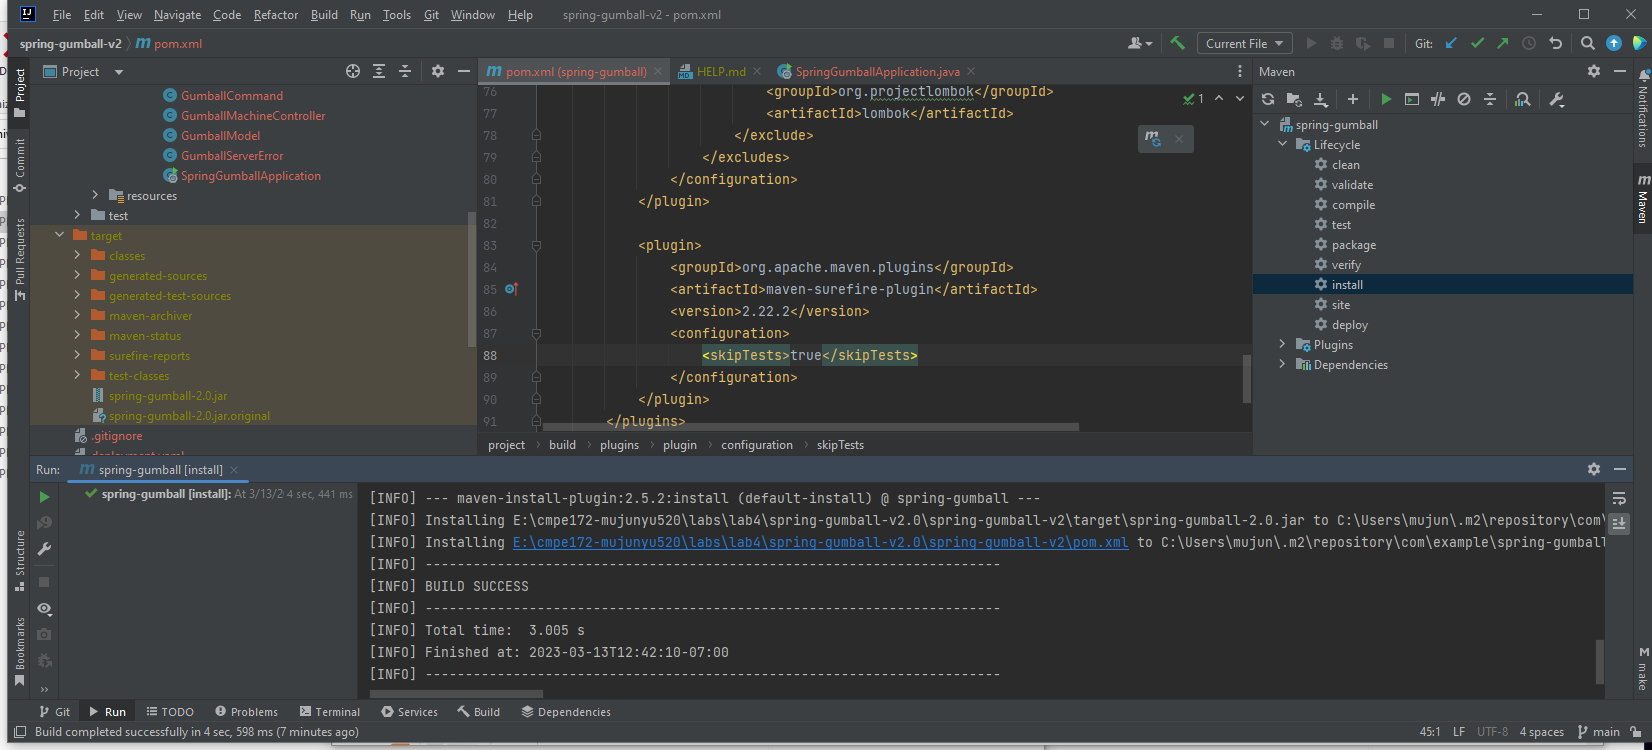 File Edit View Navigate Code Refactor Build Run Tools Git Window Help spring-gumball-v2 - pom.xml
spring-gumball-v2 pom.xml
Current File
Git:
Project
pom.xml (spring-gumball)
HELP.md
SpringGumballApplication.java
Maven
Project
Commit
Pull Requests
Structure
Bookmarks
GumballCommand
GumballMachineController
GumballModel
GumballServerError
SpringGumballApplication
resources
test
target
classes
generated-sources
generated-test-sources
maven-archiver
maven-status
surefire-reports
test-classes
spring-gumball-2.0.jar
spring-gumball-2.0.jar.original
.gitignore
deployment.yaml
76 <groupId>org.projectlombok</groupId>
77 <artifactId>lombok</artifactId>
78 </exclude>
79 </excludes>
80 </configuration>
81 </plugin>
82
83 <plugin>
84 <groupId>org.apache.maven.plugins</groupId>
85 <artifactId>maven-surefire-plugin</artifactId>
86 <version>2.22.2</version>
87 <configuration>
88 <skipTests>true</skipTests>
89 </configuration>
90 </plugin>
91 </plugins>
1
project build plugins plugin configuration skipTests
spring-gumball
Lifecycle
clean
validate
compile
test
package
verify
install
site
deploy
Plugins
Dependencies
Notifications
Maven
make
Run: spring-gumball [install]
spring-gumball [install]: At 3/13/2 4 sec, 441 ms
[INFO] --- maven-install-plugin:2.5.2:install (default-install) @ spring-gumball ---
[INFO] Installing E:\cmpe172-mujunyu520\labs\lab4\spring-gumball-v2.0\spring-gumball-v2\target\spring-gumball-2.0.jar to C:\Users\mujun\.m2\repository\com\
[INFO] Installing E:\cmpe172-mujunyu520\labs\lab4\spring-gumball-v2.0\spring-gumball-v2\pom.xml to C:\Users\mujun\.m2\repository\com\example\spring-gumball
[INFO] ------------------------------------------------------------------------
[INFO] BUILD SUCCESS
[INFO] ------------------------------------------------------------------------
[INFO] Total time:  3.005 s
[INFO] Finished at: 2023-03-13T12:42:10-07:00
[INFO] ------------------------------------------------------------------------
Git Run TODO Problems Terminal Services Build Dependencies
Build completed successfully in 4 sec, 598 ms (7 minutes ago)
45:1 LF UTF-8 4 spaces main